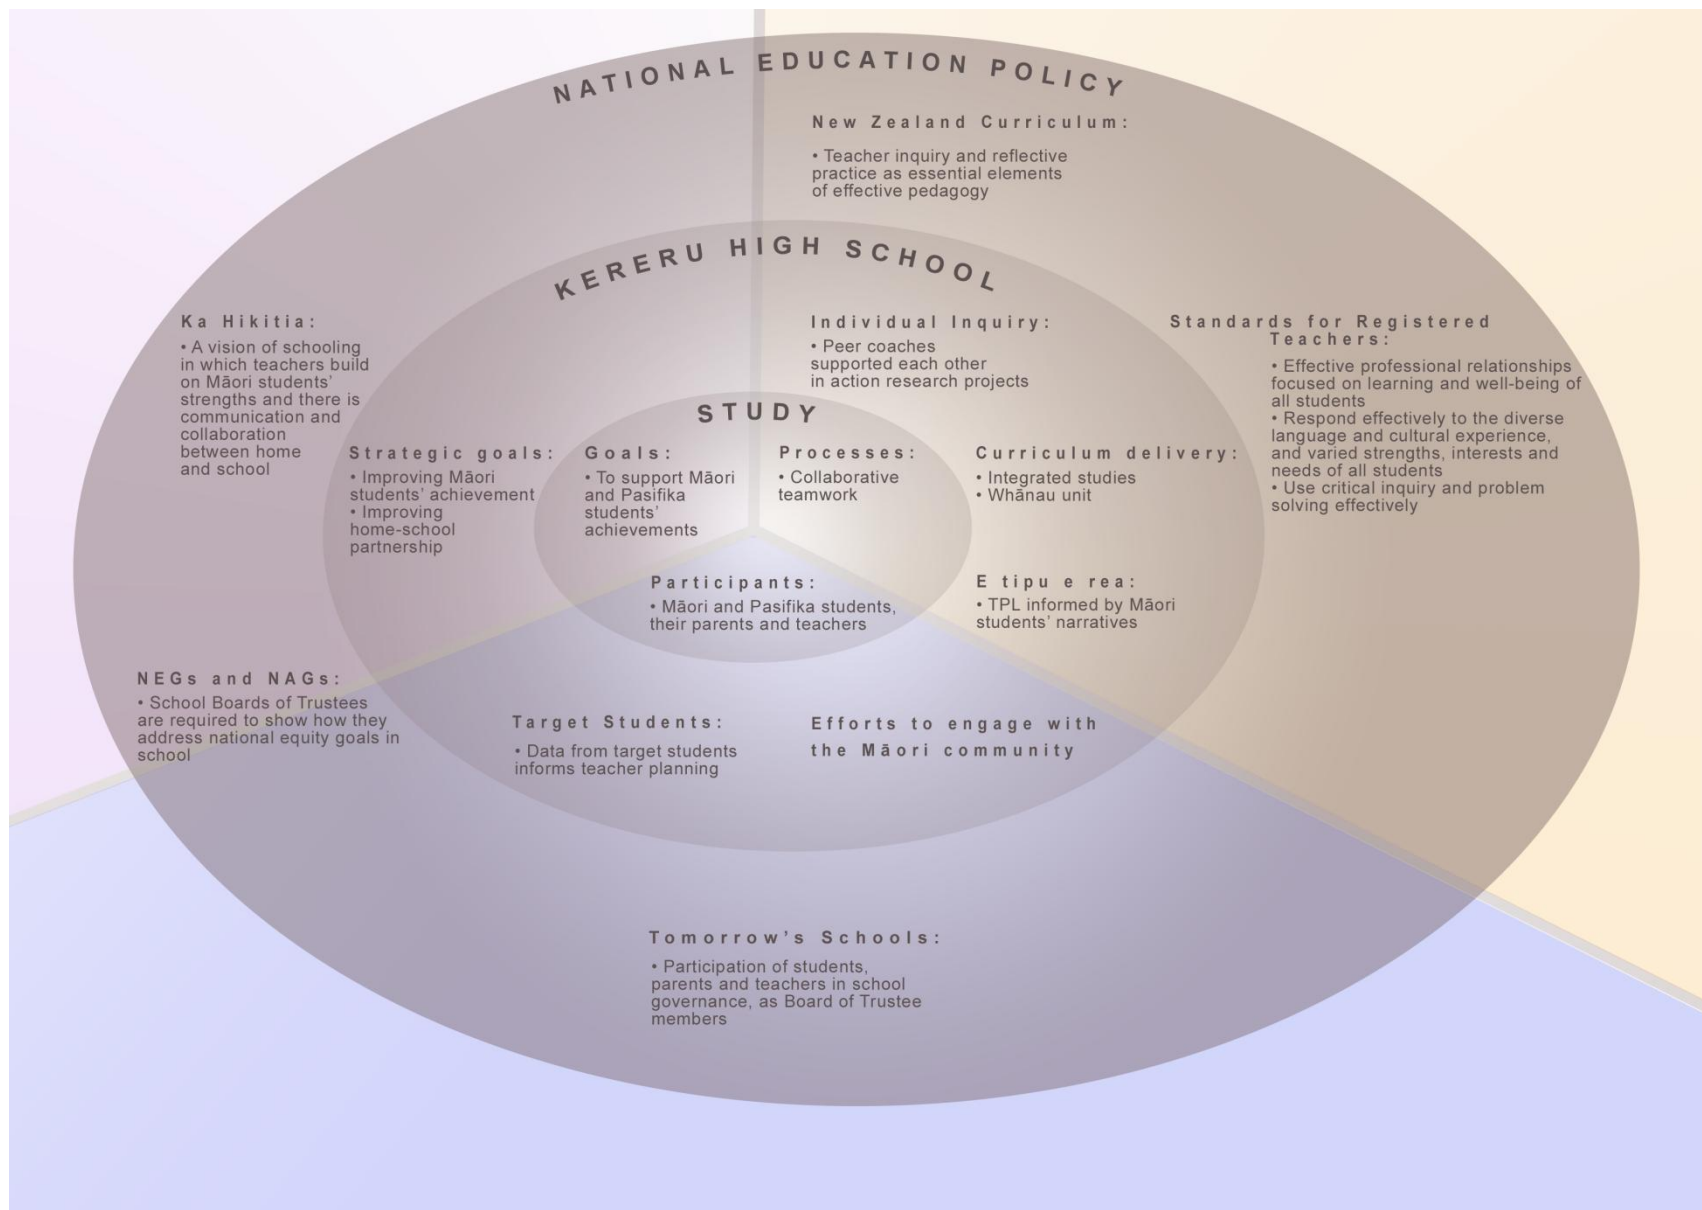 NATIONAL EDUCATION POLICY
New Zealand Curriculum:
• Teacher inquiry and reflective
practice as essential elements
of effective pedagogy
KERERU HIGH SCHOOL
Ka Hikitia:
• A vision of schooling
in which teachers build
on Māori students’
strengths and there is
communication and
collaboration
between home
and school
Individual Inquiry:
• Peer coaches
supported each other
in action research projects
Standards for Registered
Teachers:
• Effective professional relationships
focused on learning and well-being of
all students
• Respond effectively to the diverse
language and cultural experience,
and varied strengths, interests and
needs of all students
• Use critical inquiry and problem
solving effectively
STUDY
Strategic goals:
• Improving Māori
students’ achievement
• Improving
home-school
partnership
Goals:
• To support Māori
and Pasifika
students’
achievements
Processes:
• Collaborative
teamwork
Curriculum delivery:
• Integrated studies
• Whānau unit
Participants:
• Māori and Pasifika students,
their parents and teachers
E tipu e rea:
• TPL informed by Māori
students’ narratives
NEGs and NAGs:
• School Boards of Trustees
are required to show how they
address national equity goals in
school
Target Students:
• Data from target students
informs teacher planning
Efforts to engage with
the Māori community
Tomorrow’s Schools:
• Participation of students,
parents and teachers in school
governance, as Board of Trustee
members